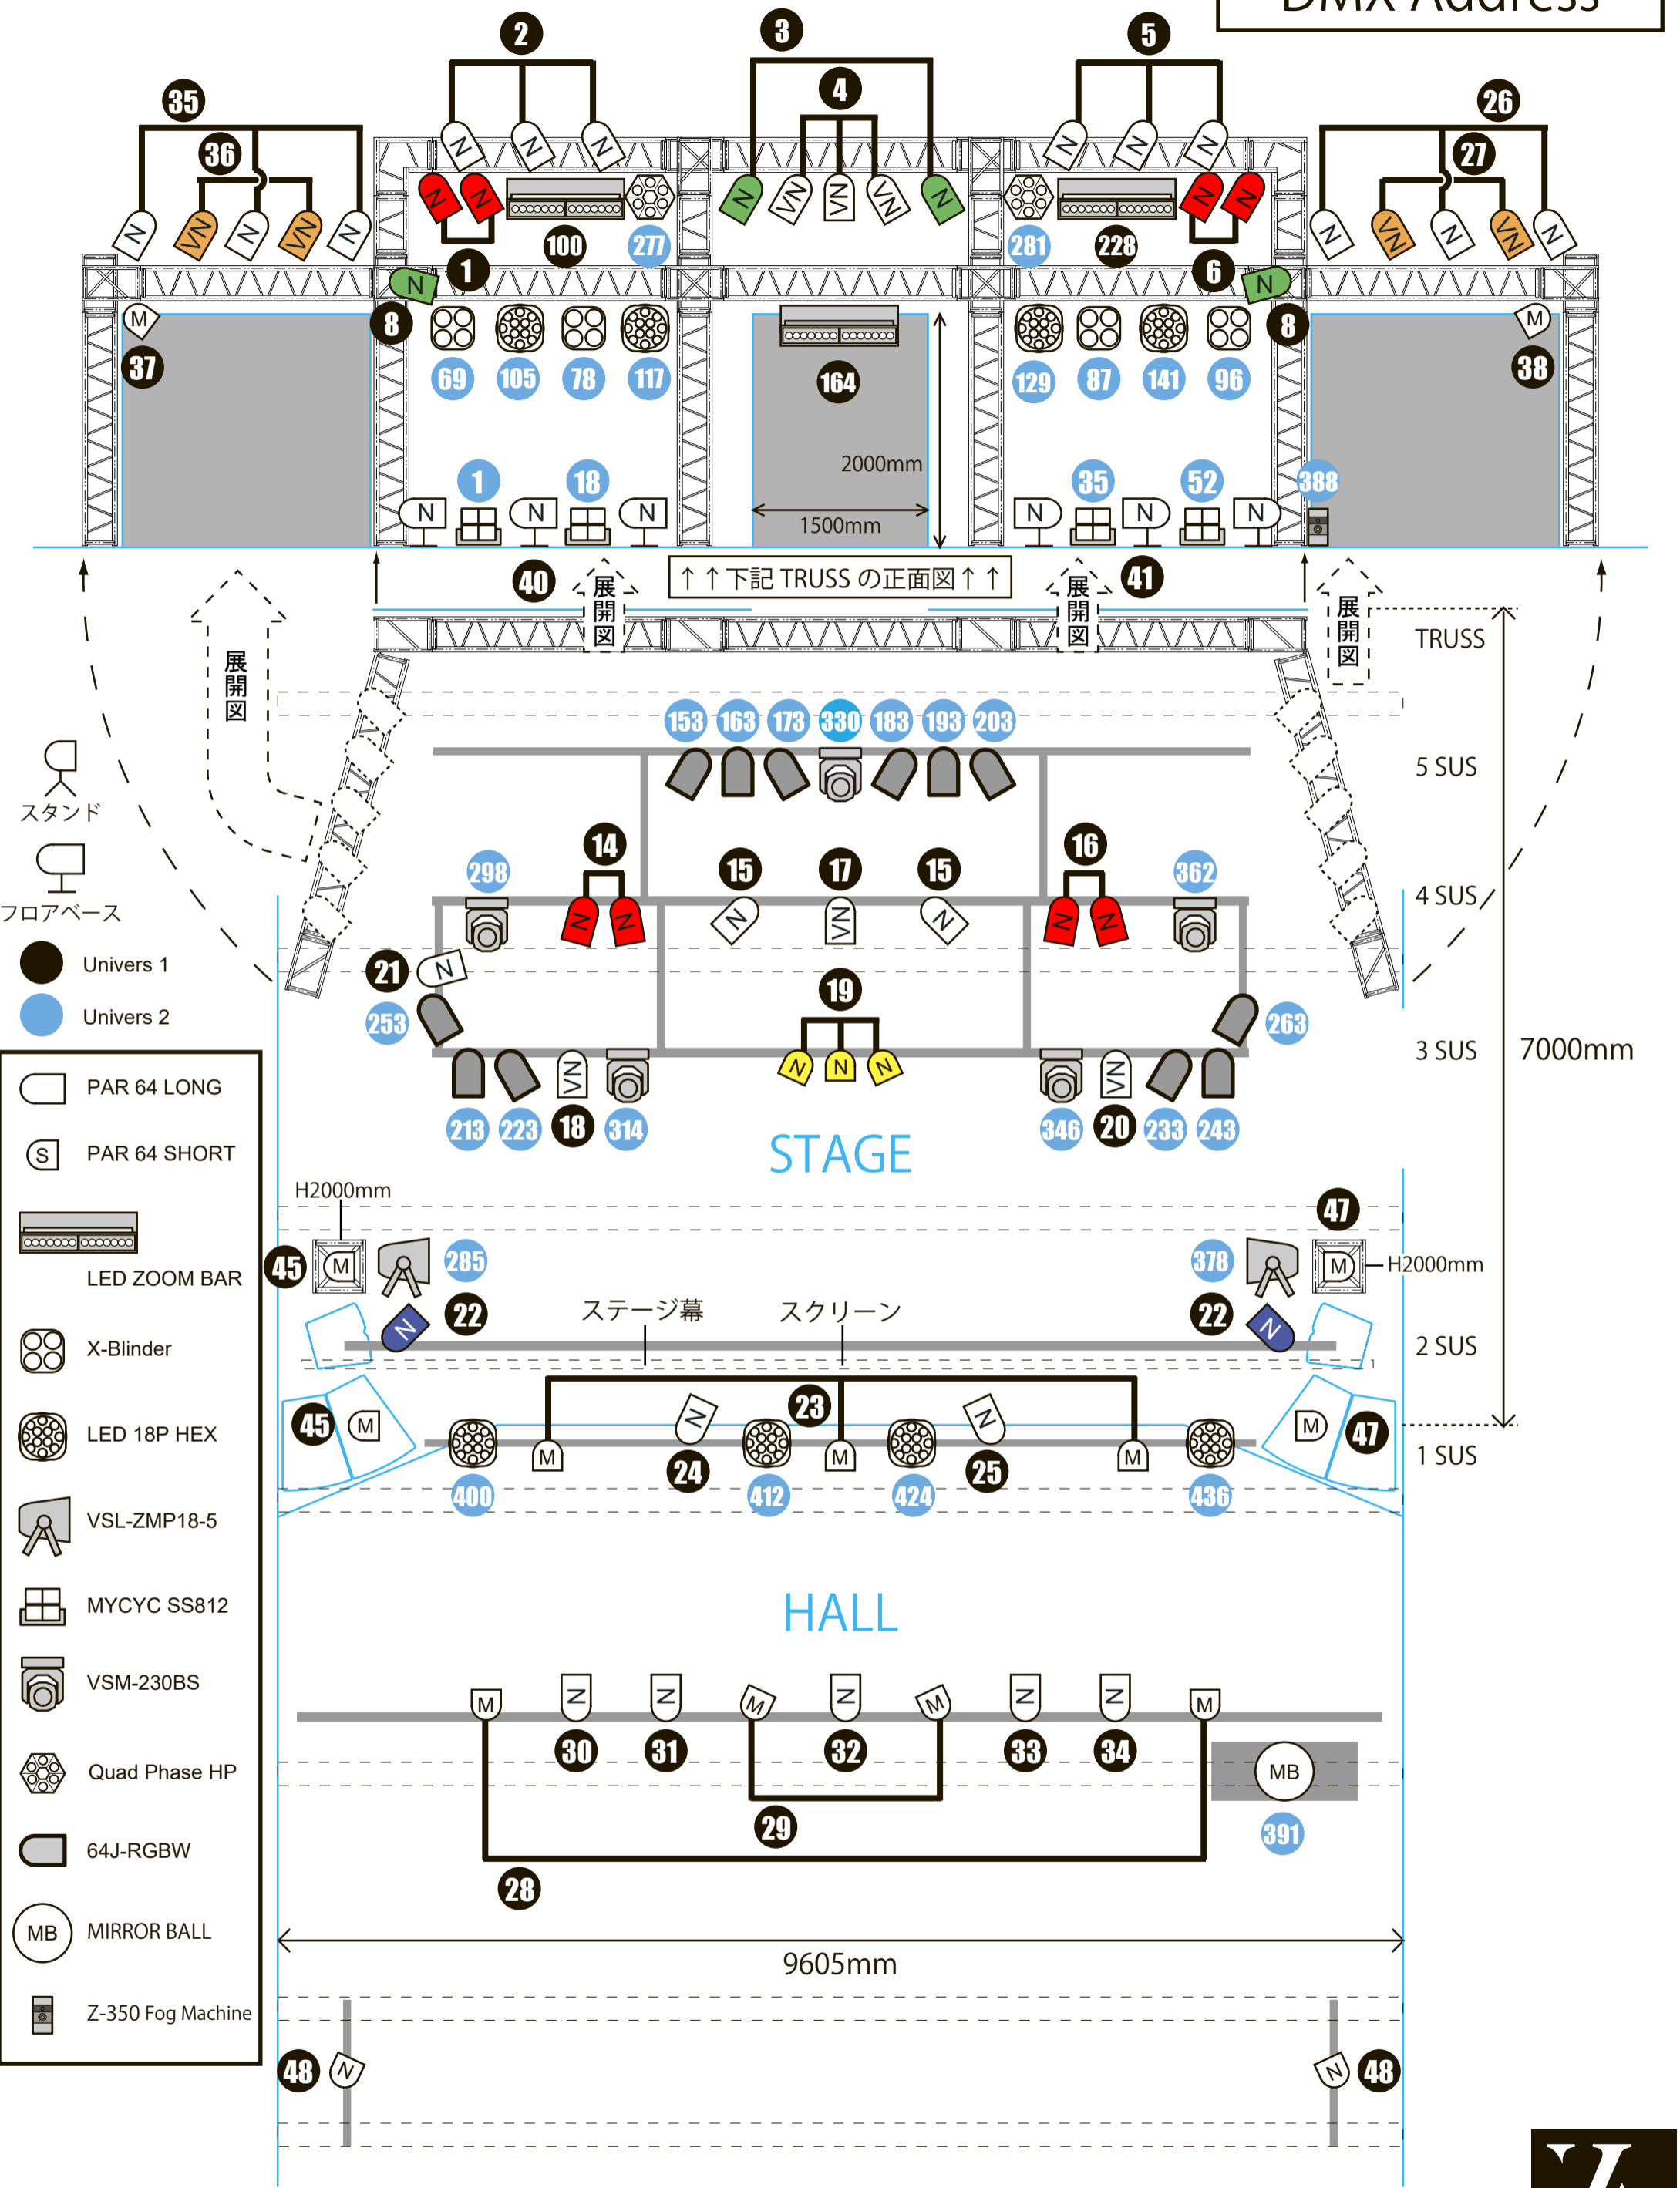 DMX Address
2
3
5
4
35
26
36
27
N N N
N N N
N N
N VN VN VN N
N N
100
277
281
228
N VN N VN N
N VN N VN N
1
6
N
N
8
8
M
M
37
38
69
105
78
117
164
129
87
141
96
2000mm
1500mm
1
18
35
52
388
N N N
N N N
40
↑↑下記 TRUSS の正面図↑↑
41
展開図
展開図
展開図
展開図
TRUSS
153
163
173
330
183
193
203
5 SUS
スタンド
フロアベース
14
15
17
15
16
298
362
N N
N VN N
N N
4 SUS
Univers 1
Univers 2
21
N
19
253
263
N N N
VN
VN
3 SUS
7000mm
213
223
18
314
346
20
233
243
STAGE
H2000mm
47
45
M
285
378
M
H2000mm
22
22
N
N
ステージ幕
スクリーン
2 SUS
45
M
23
N
N
M
47
M
M
M
1 SUS
24
25
400
412
424
436
HALL
M N N M N M N N M
30
31
32
33
34
MB
29
391
28
9605mm
48
N
N
48
PAR 64 LONG
S
PAR 64 SHORT
LED ZOOM BAR
X-Blinder
LED 18P HEX
VSL-ZMP18-5
MYCYC SS812
VSM-230BS
Quad Phase HP
64J-RGBW
MB
MIRROR BALL
Z-350 Fog Machine